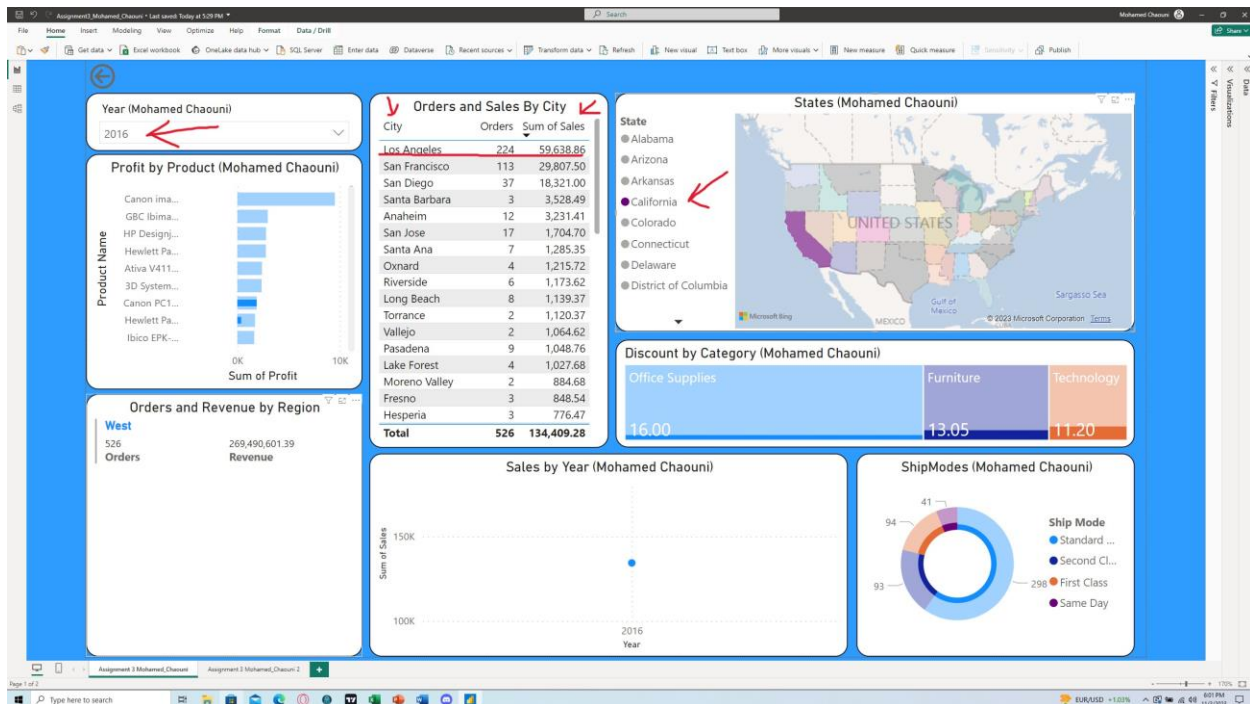 Assignment3_Mohamed_Chaouni • Last saved: Today at 5:29 PM
Search
Mohamed Chaouni
File Home Insert Modeling View Optimize Help Format Data / Drill
Share
Get data Excel workbook OneLake data hub SQL Server Enter data Dataverse Recent sources Transform data Refresh New visual Text box More visuals New measure Quick measure Sensitivity Publish
Year (Mohamed Chaouni)
2016
Profit by Product (Mohamed Chaouni)
Product Name
Canon ima...
GBC Ibima...
HP Designj...
Hewlett Pa...
Ativa V411...
3D System...
Canon PC1...
Hewlett Pa...
Ibico EPK-...
0K 10K
Sum of Profit
Orders and Revenue by Region
West
526 269,490,601.39
Orders Revenue
Orders and Sales By City
City Orders Sum of Sales
Los Angeles 224 59,638.86
San Francisco 113 29,807.50
San Diego 37 18,321.00
Santa Barbara 3 3,528.49
Anaheim 12 3,231.41
San Jose 17 1,704.70
Santa Ana 7 1,285.35
Oxnard 4 1,215.72
Riverside 6 1,173.62
Long Beach 8 1,139.37
Torrance 2 1,120.37
Vallejo 2 1,064.62
Pasadena 9 1,048.76
Lake Forest 4 1,027.68
Moreno Valley 2 884.68
Fresno 3 848.54
Hesperia 3 776.47
Total 526 134,409.28
States (Mohamed Chaouni)
State
Alabama
Arizona
Arkansas
California
Colorado
Connecticut
Delaware
District of Columbia
UNITED STATES
Gulf of
Mexico
Sargasso Sea
MEXICO
Microsoft Bing
© 2023 Microsoft Corporation Terms
Discount by Category (Mohamed Chaouni)
Office Supplies Furniture Technology
16.00 13.05 11.20
Sales by Year (Mohamed Chaouni)
Sum of Sales
150K
100K
2016
Year
ShipModes (Mohamed Chaouni)
41
94
93
298
Ship Mode
Standard ...
Second Cl...
First Class
Same Day
Filters
Visualizations
Data
Assignment 3 Mohamed_Chaouni Assignment 3 Mohamed_Chaouni 2
Page 1 of 2
170%
Type here to search
EUR/USD +1.03%
6:01 PM